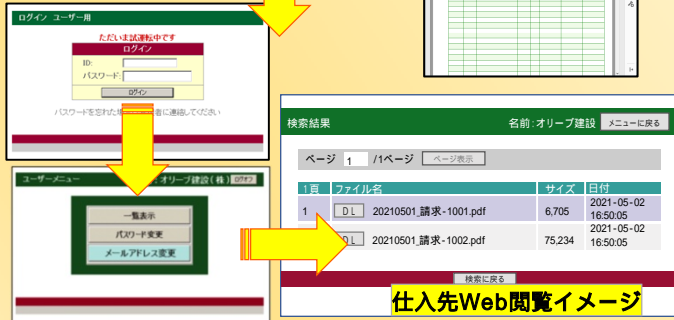 ログイン ユーザー用
ただいま試運転中です
ログイン
ID:
パスワード:
ログイン
パスワードを忘れた場 者に連絡してください
ユーザーメニュー :オリーブ建設(株) ログオフ
一覧表示
パスワード変更
メールアドレス変更
検索結果 名前:オリーブ建設 メニューに戻る
ページ 1 /1ページ ページ表示
1頁 ファイル名 サイズ 日付
1 DL 20210501_請求-1001.pdf 6,705 2021-05-02
16:50:05
DL 20210501_請求-1002.pdf 75,234 2021-05-02
16:50:05
検索に戻る
仕入先Web閲覧イメージ